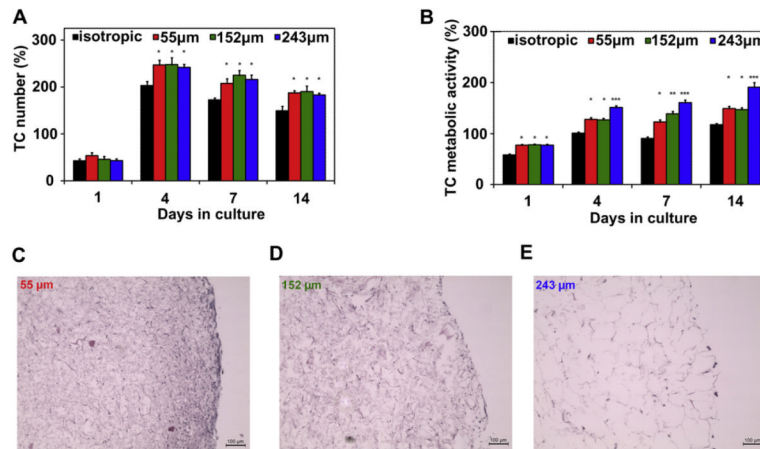 A
isotropic 55µm 152µm 243µm
TC number (%)
300
200
100
0
* * *
* * *
* * *
1 4 7 14
Days in culture
B
isotropic 55µm 152µm 243µm
TC metabolic activity (%)
300
200
100
0
* * *
* * ***
* ** ***
* * ***
1 4 7 14
Days in culture
C
55 µm
100 µm
D
152 µm
100 µm
E
243 µm
100 µm